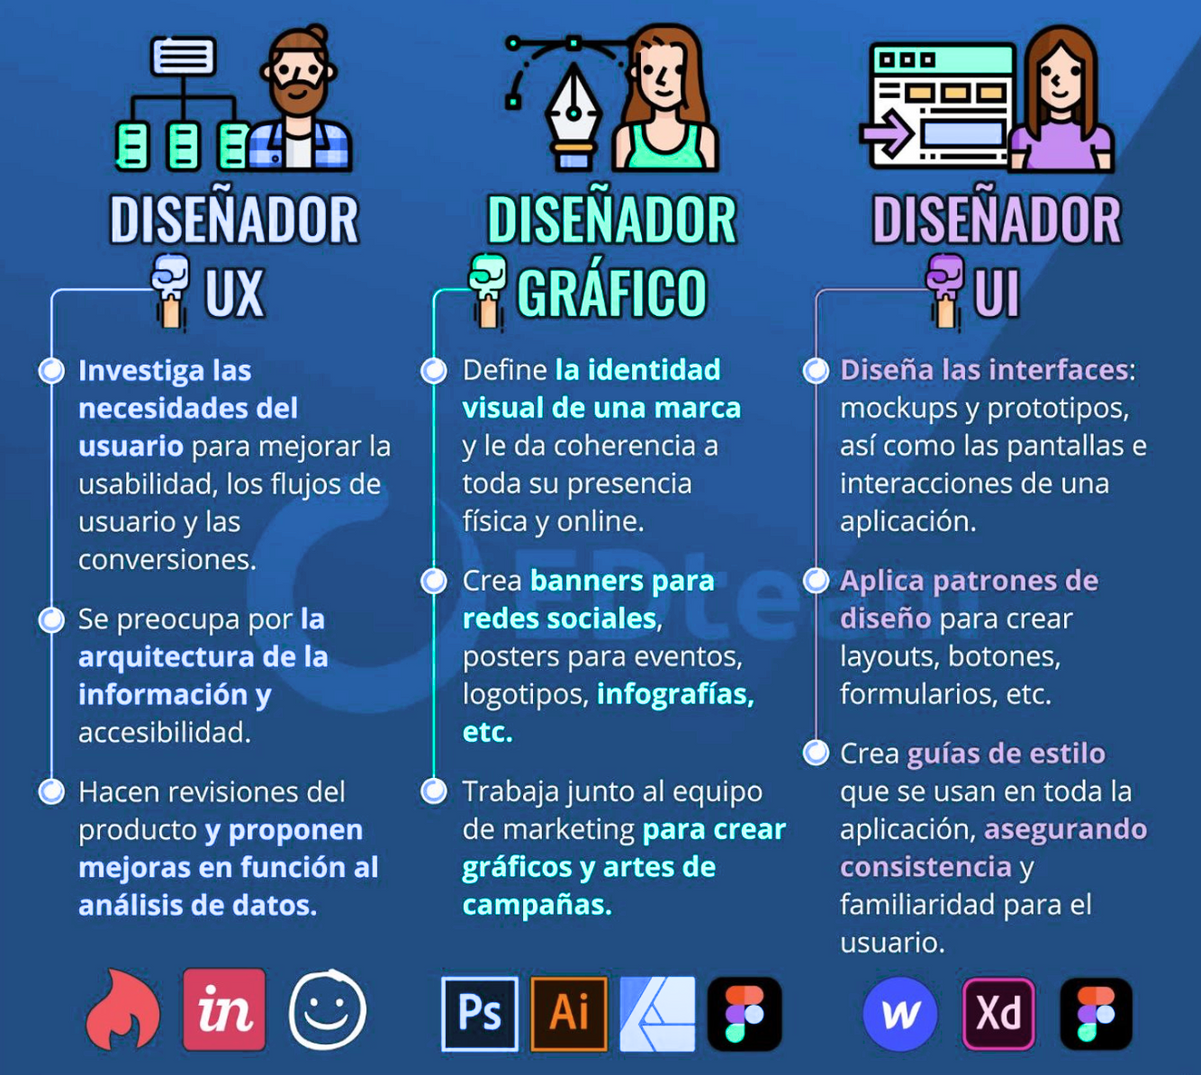 DISEÑADOR
UX
Investiga las
necesidades del
usuario para mejorar la
usabilidad, los flujos de
usuario y las
conversiones.
Se preocupa por la
arquitectura de la
información y
accesibilidad.
Hacen revisiones del
producto y proponen
mejoras en función al
análisis de datos.
in
DISEÑADOR
GRÁFICO
Define la identidad
visual de una marca
y le da coherencia a
toda su presencia
física y online.
Crea banners para
redes sociales,
posters para eventos,
logotipos, infografías,
etc.
Trabaja junto al equipo
de marketing para crear
gráficos y artes de
campañas.
Ps
Ai
DISEÑADOR
UI
Diseña las interfaces:
mockups y prototipos,
así como las pantallas e
interacciones de una
aplicación.
Aplica patrones de
diseño para crear
layouts, botones,
formularios, etc.
Crea guías de estilo
que se usan en toda la
aplicación, asegurando
consistencia y
familiaridad para el
usuario.
w
Xd
EDteam